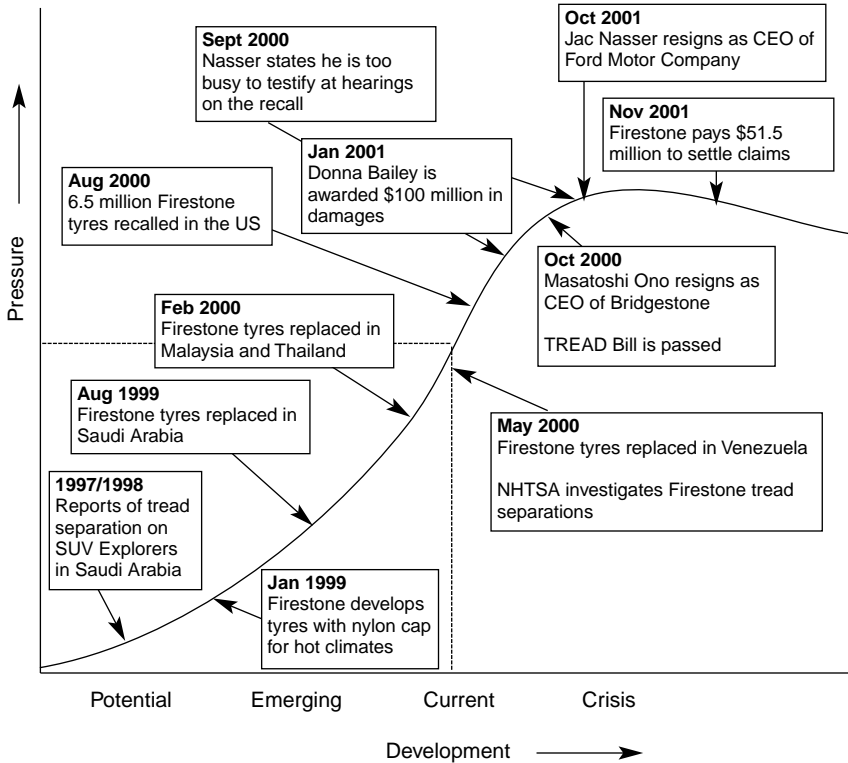 Oct 2001
Jac Nasser resigns as CEO of
Ford Motor Company
Sept 2000
Nasser states he is too
busy to testify at hearings
on the recall
Nov 2001
Firestone pays $51.5
million to settle claims
Jan 2001
Donna Bailey is
awarded $100 million in
damages
Aug 2000
6.5 million Firestone
tyres recalled in the US
Oct 2000
Masatoshi Ono resigns as
CEO of Bridgestone
TREAD Bill is passed
Feb 2000
Firestone tyres replaced in
Malaysia and Thailand
Aug 1999
Firestone tyres replaced in
Saudi Arabia
May 2000
Firestone tyres replaced in Venezuela
NHTSA investigates Firestone tread
separations
1997/1998
Reports of tread
separation on
SUV Explorers
in Saudi Arabia
Jan 1999
Firestone develops
tyres with nylon cap
for hot climates
Pressure
Potential Emerging Current Crisis
Development